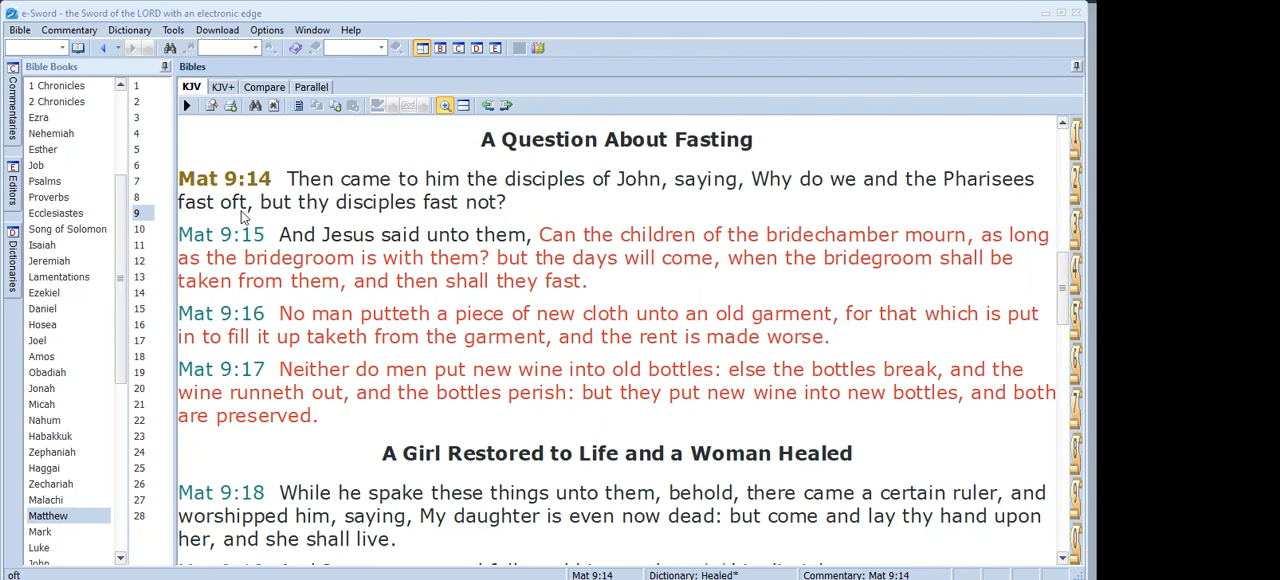 e-Sword - the Sword of the LORD with an electronic edge
Bible Commentary Dictionary Tools Download Options Window Help
B C D E
Bible Books
Bibles
C Commentaries
E Editors
D Dictionaries
KJV KJV+ Compare Parallel
1 Chronicles 1
2 Chronicles 2
Ezra 3
Nehemiah 4
Esther 5
Job 6
Psalms 7
Proverbs 8
Ecclesiastes 9
Song of Solomon 10
Isaiah 11
Jeremiah 12
Lamentations 13
Ezekiel 14
Daniel 15
Hosea 16
Joel 17
Amos 18
Obadiah 19
Jonah 20
Micah 21
Nahum 22
Habakkuk 23
Zephaniah 24
Haggai 25
Zechariah 26
Malachi 27
Matthew 28
Mark
Luke
John
A Question About Fasting
Mat 9:14 Then came to him the disciples of John, saying, Why do we and the Pharisees
fast oft, but thy disciples fast not?
Mat 9:15 And Jesus said unto them, Can the children of the bridechamber mourn, as long
as the bridegroom is with them? but the days will come, when the bridegroom shall be
taken from them, and then shall they fast.
Mat 9:16 No man putteth a piece of new cloth unto an old garment, for that which is put
in to fill it up taketh from the garment, and the rent is made worse.
Mat 9:17 Neither do men put new wine into old bottles: else the bottles break, and the
wine runneth out, and the bottles perish: but they put new wine into new bottles, and both
are preserved.
A Girl Restored to Life and a Woman Healed
Mat 9:18 While he spake these things unto them, behold, there came a certain ruler, and
worshipped him, saying, My daughter is even now dead: but come and lay thy hand upon
her, and she shall live.
1
2
3
4
5
6
7
8
9
0
oft Mat 9:14 Dictionary: Healed* Commentary: Mat 9:14